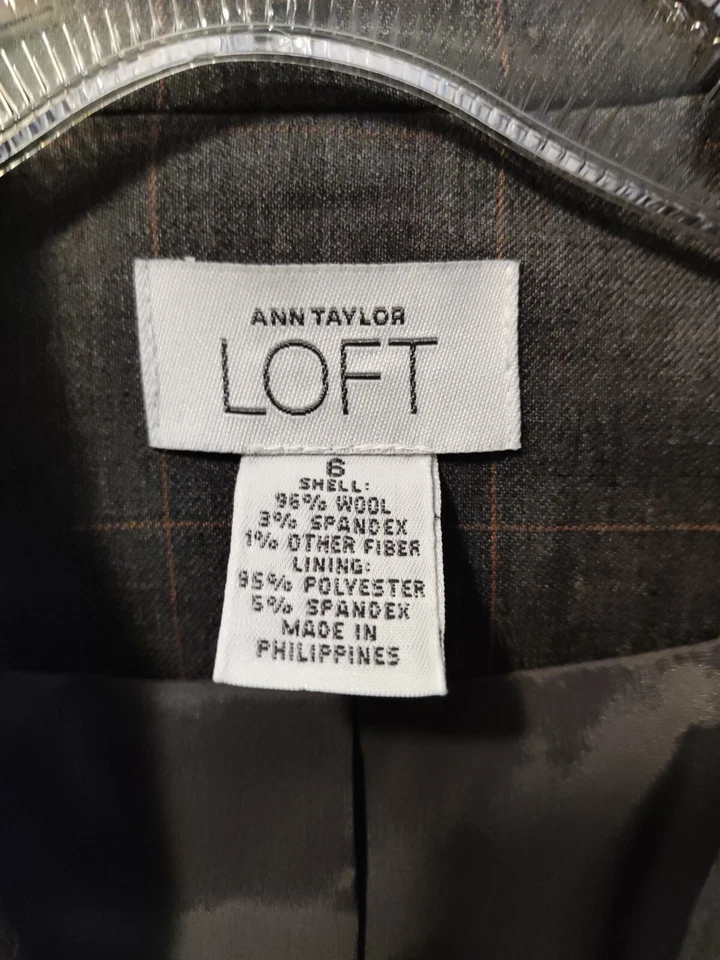 ANN TAYLOR
LOFT
6
SHELL:
96% WOOL
3% SPANDEX
1% OTHER FIBER
LINING:
95% POLYESTER
5% SPANDEX
MADE IN
PHILIPPINES